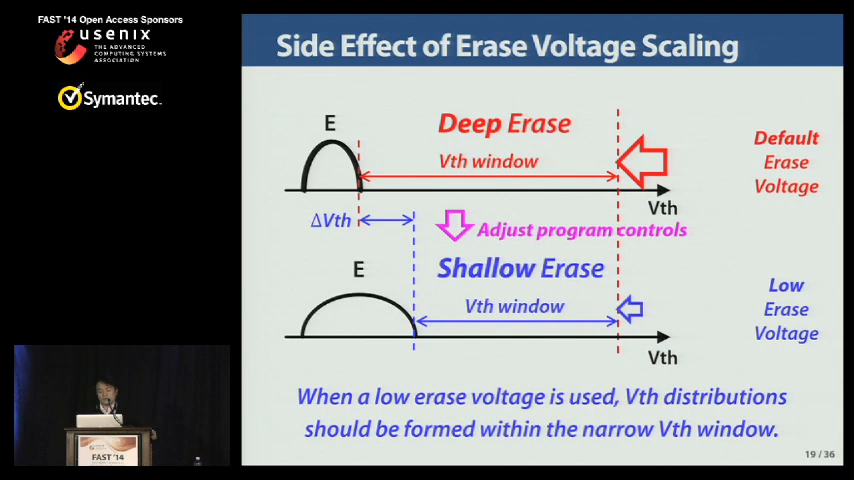 FAST '14 Open Access Sponsors
usenix
THE ADVANCED
COMPUTING SYSTEMS
ASSOCIATION
Symantec.
Side Effect of Erase Voltage Scaling
E
Deep Erase
Vth window
Default
Erase
Voltage
Vth
ΔVth
Adjust program controls
E
Shallow Erase
Vth window
Low
Erase
Voltage
Vth
When a low erase voltage is used, Vth distributions
should be formed within the narrow Vth window.
19 / 36
FAST '14